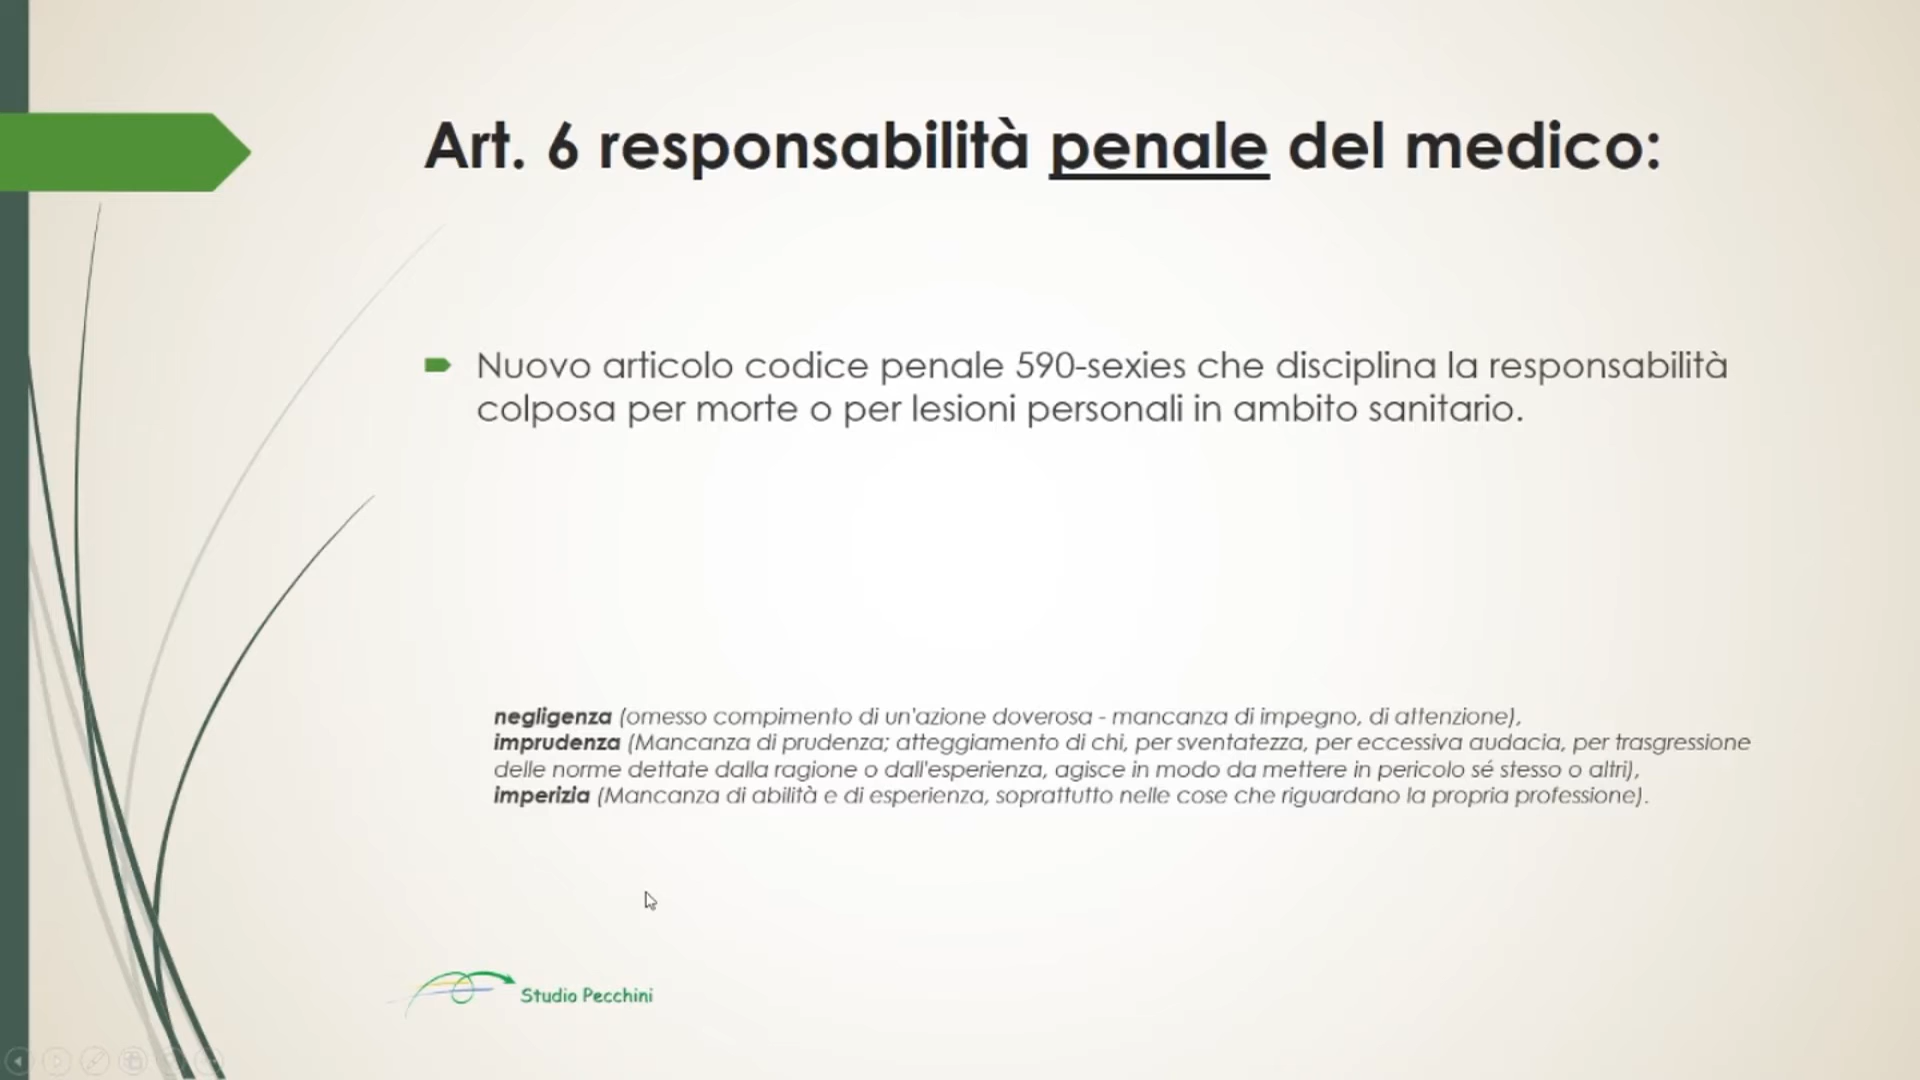 Art. 6 responsabilità penale del medico:
Nuovo articolo codice penale 590-sexies che disciplina la responsabilità
colposa per morte o per lesioni personali in ambito sanitario.
negligenza (omesso compimento di un'azione doverosa - mancanza di impegno, di attenzione),
imprudenza (Mancanza di prudenza; atteggiamento di chi, per sventatezza, per eccessiva audacia, per trasgressione
delle norme dettate dalla ragione o dall'esperienza, agisce in modo da mettere in pericolo sé stesso o altri),
imperizia (Mancanza di abilità e di esperienza, soprattutto nelle cose che riguardano la propria professione).
Studio Pecchini